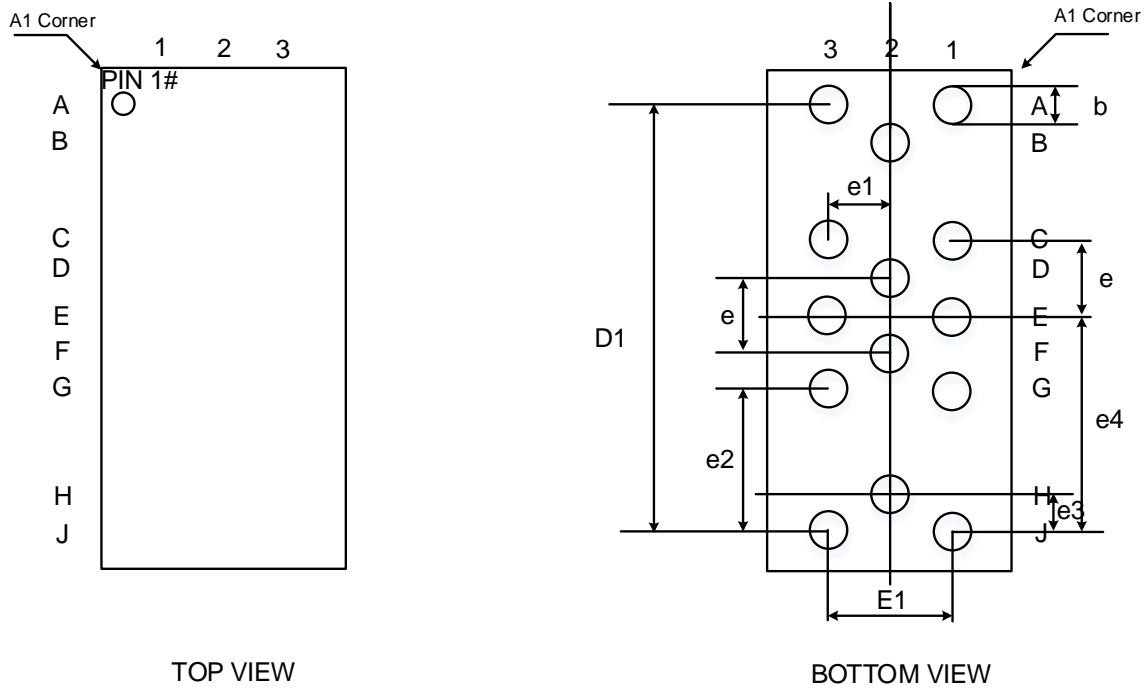 A1 Corner
1 2 3
PIN 1#
A
B
C
D
E
F
G
H
J
TOP VIEW
A1 Corner
3 2 1
A
b
B
e1
C
D
e
e
E
D1
F
G
e4
e2
H
e3
J
E1
BOTTOM VIEW